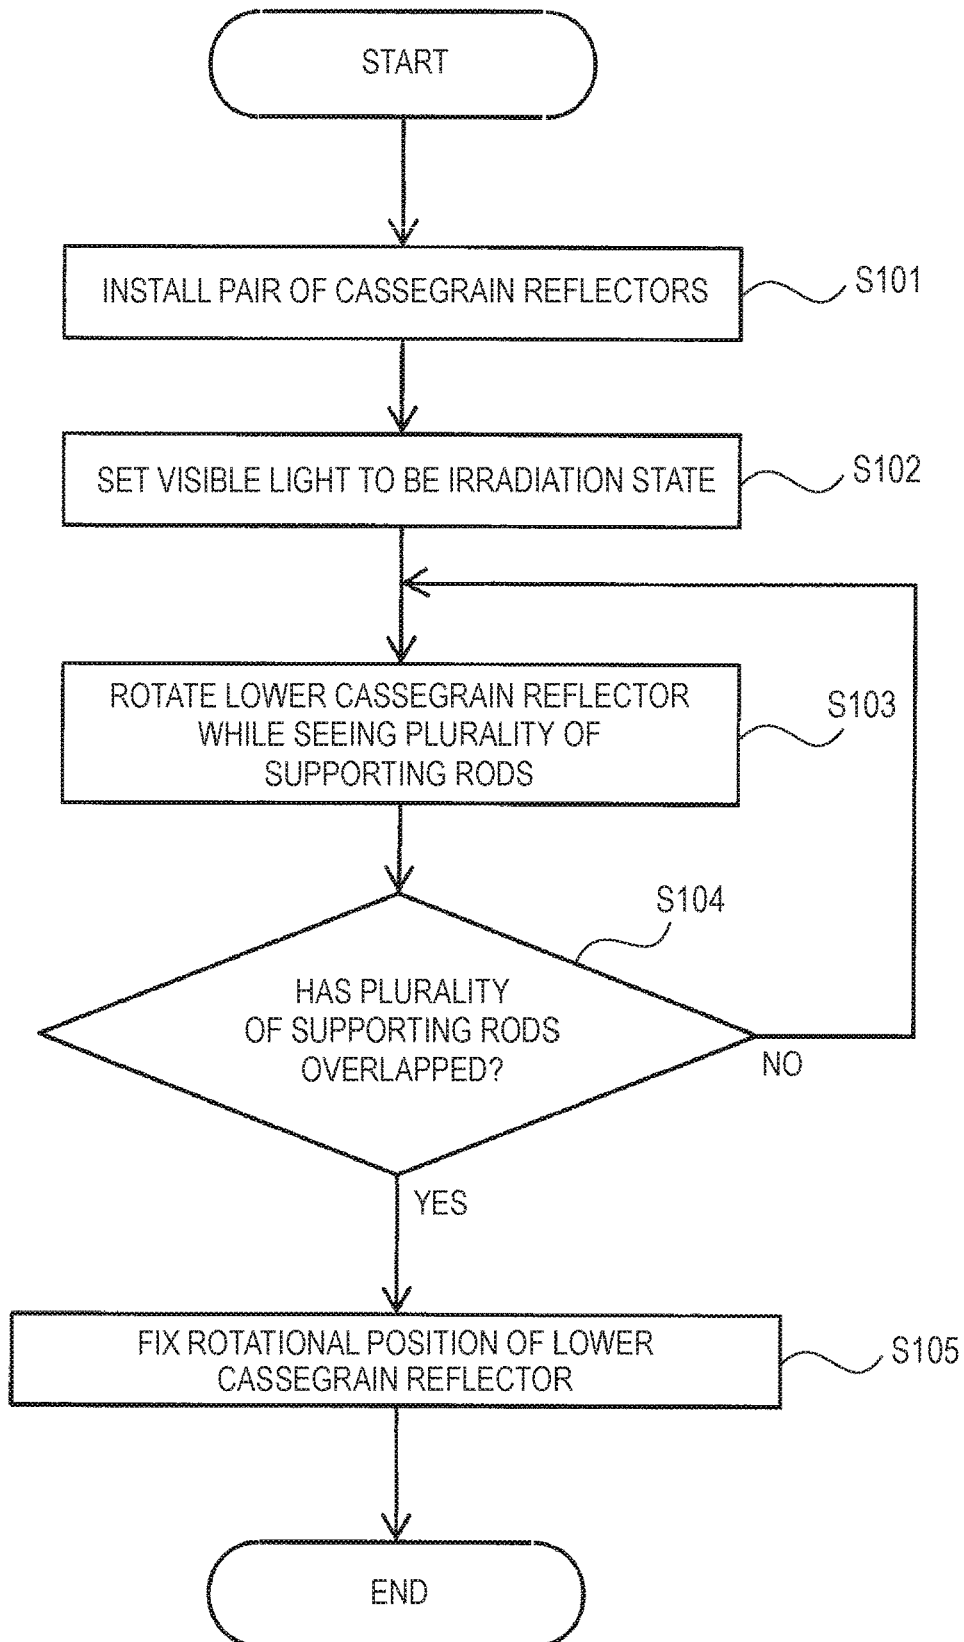 START
INSTALL PAIR OF CASSEGRAIN REFLECTORS
S101
SET VISIBLE LIGHT TO BE IRRADIATION STATE
S102
ROTATE LOWER CASSEGRAIN REFLECTOR
WHILE SEEING PLURALITY OF
SUPPORTING RODS
S103
S104
HAS PLURALITY
OF SUPPORTING RODS
OVERLAPPED?
NO
YES
FIX ROTATIONAL POSITION OF LOWER
CASSEGRAIN REFLECTOR
S105
END